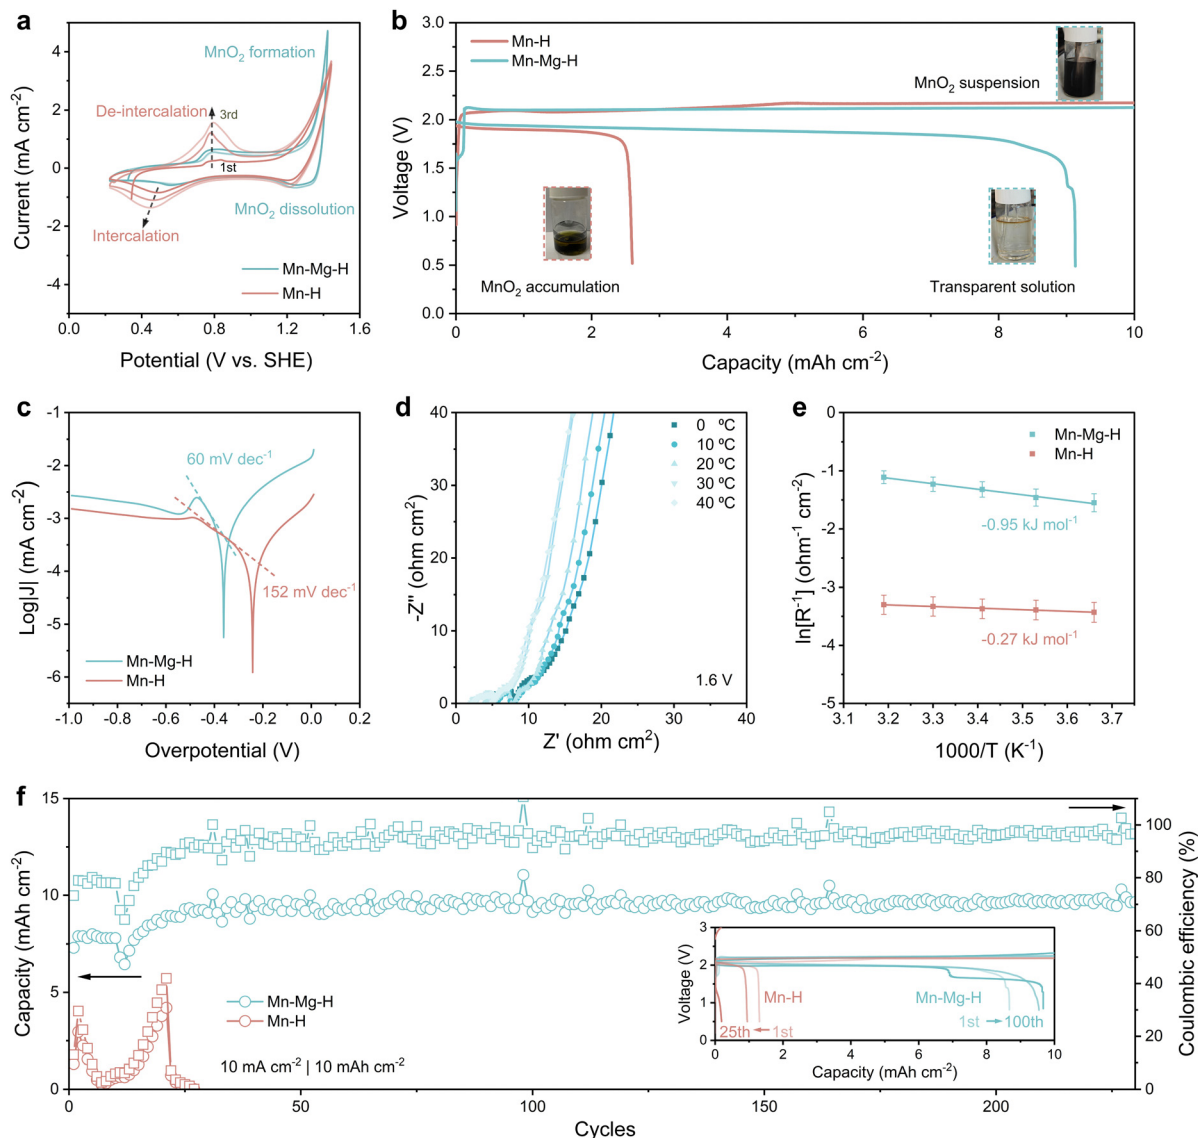 a
MnO2 formation
De-intercalation
3rd
1st
MnO2 dissolution
Intercalation
Mn-Mg-H
Mn-H
Current (mA cm-2)
4
2
0
-2
-4
0.0 0.4 0.8 1.2 1.6
Potential (V vs. SHE)
b
Mn-H
Mn-Mg-H
MnO2 suspension
MnO2 accumulation
Transparent solution
Voltage (V)
3.0
2.5
2.0
1.5
1.0
0.5
0.0
0 2 4 6 8 10
Capacity (mAh cm-2)
c
60 mV dec-1
152 mV dec-1
Mn-Mg-H
Mn-H
Log|J| (mA cm-2)
-1
-2
-3
-4
-5
-6
-1.0 -0.8 -0.6 -0.4 -0.2 0.0 0.2
Overpotential (V)
d
0 ºC
10 ºC
20 ºC
30 ºC
40 ºC
1.6 V
-Z'' (ohm cm2)
40
30
20
10
0
0 10 20 30 40
Z' (ohm cm2)
e
Mn-Mg-H
Mn-H
-0.95 kJ mol-1
-0.27 kJ mol-1
ln[R-1] (ohm-1 cm-2)
0
-1
-2
-3
-4
-5
3.1 3.2 3.3 3.4 3.5 3.6 3.7
1000/T (K-1)
f
Capacity (mAh cm-2)
15
10
5
0
Mn-Mg-H
Mn-H
10 mA cm-2 | 10 mAh cm-2
0 50 100 150 200
Cycles
Coulombic efficiency (%)
100
80
60
40
20
0
Voltage (V)
3
2
1
0
Mn-H
25th
1st
Mn-Mg-H
1st
100th
0 2 4 6 8 10
Capacity (mAh cm-2)